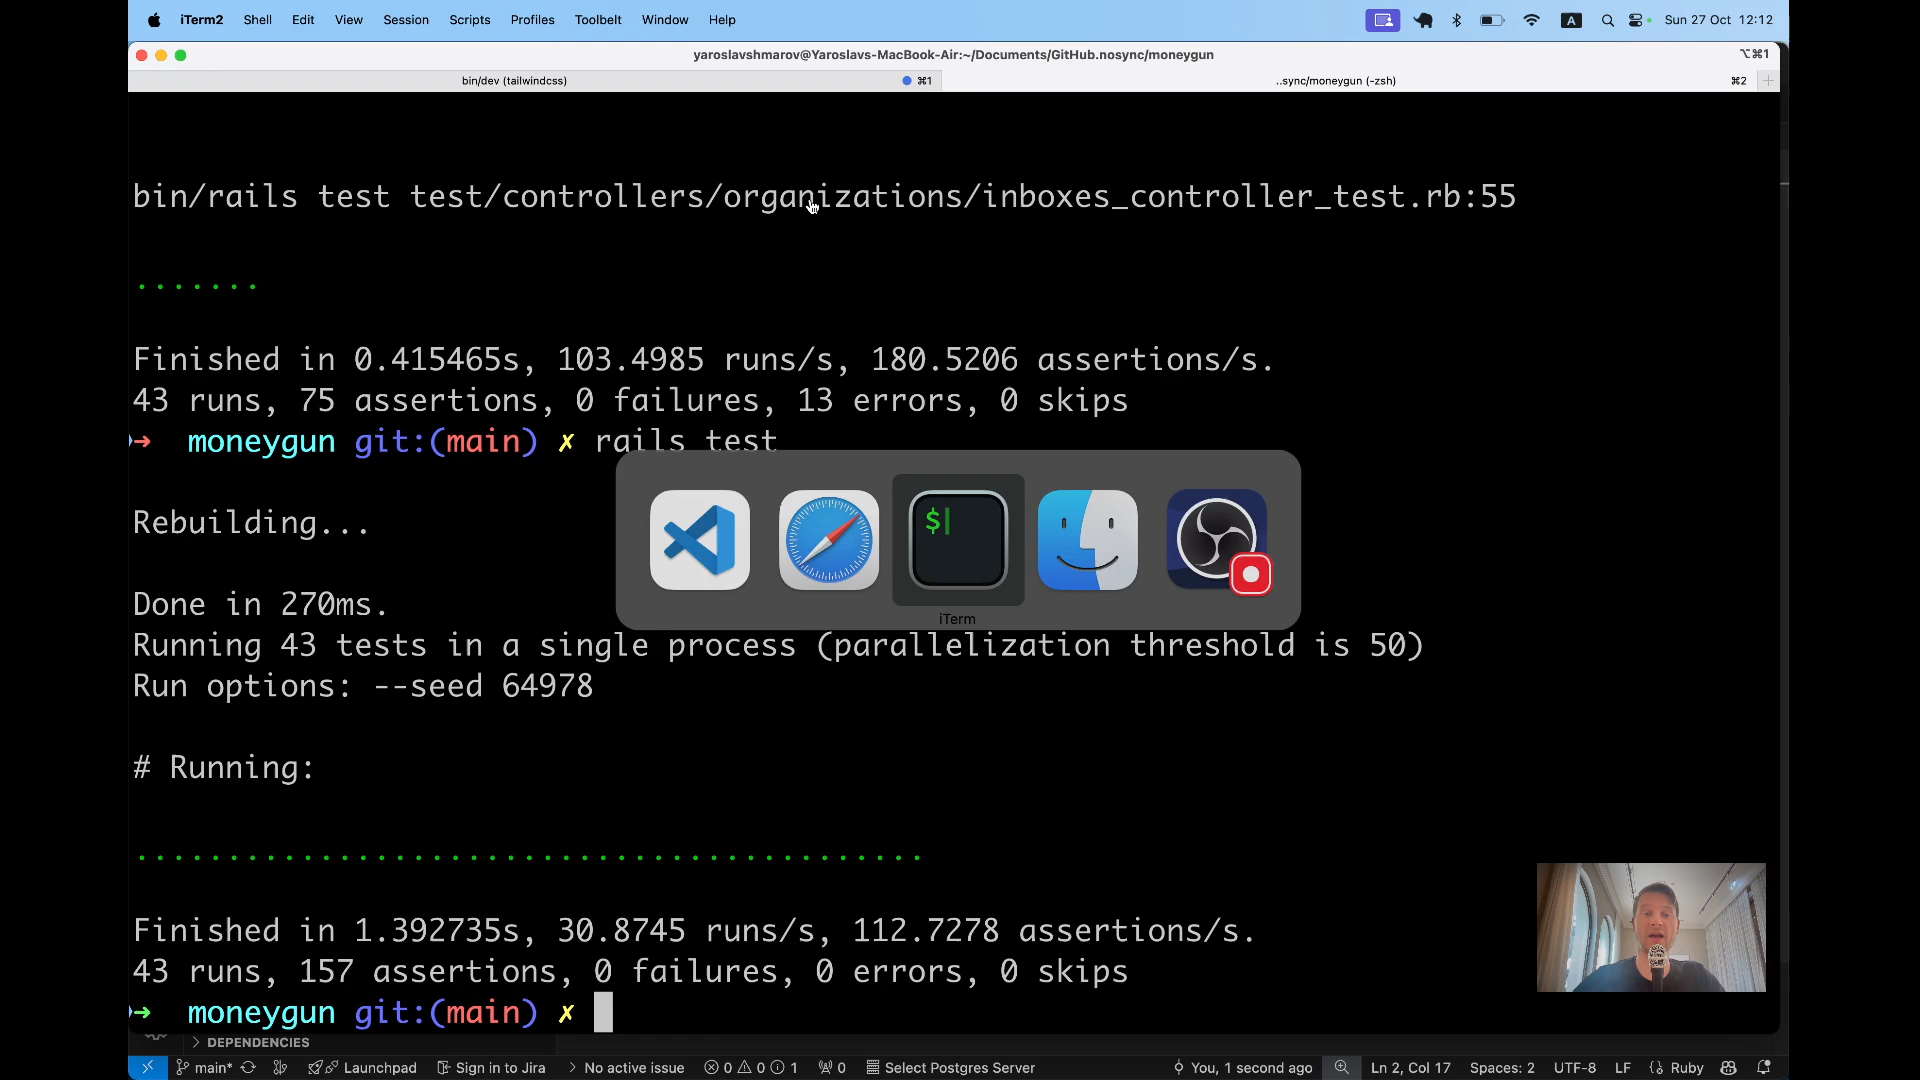 iTerm2 Shell Edit View Session Scripts Profiles Toolbelt Window Help A Sun 27 Oct 12:12
yaroslavshmarov@Yaroslavs-MacBook-Air:~/Documents/GitHub.nosync/moneygun ⌥⌘1
bin/dev (tailwindcss) ⌘1 ..sync/moneygun (-zsh) ⌘2 +
bin/rails test test/controllers/organizations/inboxes_controller_test.rb:55
.......
Finished in 0.415465s, 103.4985 runs/s, 180.5206 assertions/s.
43 runs, 75 assertions, 0 failures, 13 errors, 0 skips
➜ moneygun git:(main) ✗ rails test
Rebuilding...
$
iTerm
Done in 270ms.
Running 43 tests in a single process (parallelization threshold is 50)
Run options: --seed 64978
# Running:
...........................................
Finished in 1.392735s, 30.8745 runs/s, 112.7278 assertions/s.
43 runs, 157 assertions, 0 failures, 0 errors, 0 skips
➜ moneygun git:(main) ✗
> DEPENDENCIES
main* Launchpad Sign in to Jira > No active issue 0 0 1 0 Select Postgres Server You, 1 second ago Ln 2, Col 17 Spaces: 2 UTF-8 LF {} Ruby